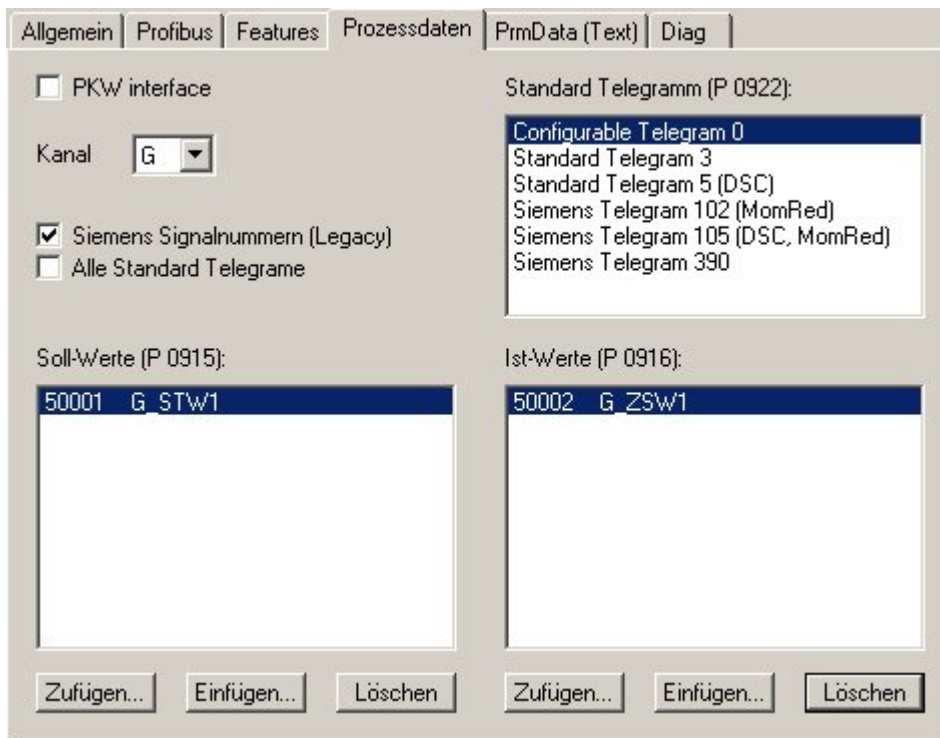 Allgemein Profibus Features Prozessdaten PrmData (Text) Diag
PKW interface
Kanal G
Siemens Signalnummern (Legacy)
Alle Standard Telegrame
Standard Telegramm (P 0922):
Configurable Telegram 0
Standard Telegram 3
Standard Telegram 5 (DSC)
Siemens Telegram 102 (MomRed)
Siemens Telegram 105 (DSC, MomRed)
Siemens Telegram 390
Soll-Werte (P 0915):
50001 G_STW1
Zufügen... Einfügen... Löschen
Ist-Werte (P 0916):
50002 G_ZSW1
Zufügen... Einfügen... Löschen